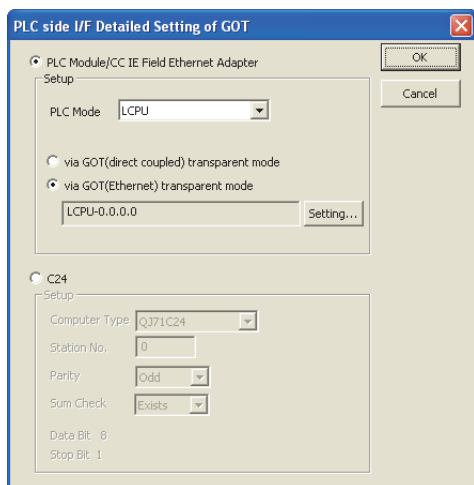 PLC side I/F Detailed Setting of GOT
PLC Module/CC IE Field Ethernet Adapter
OK
Cancel
Setup
PLC Mode LCPU
via GOT(direct coupled) transparent mode
via GOT(Ethernet) transparent mode
LCPU-0.0.0.0 Setting...
C24
Setup
Computer Type QJ71C24
Station No. 0
Parity Odd
Sum Check Exists
Data Bit 8
Stop Bit 1